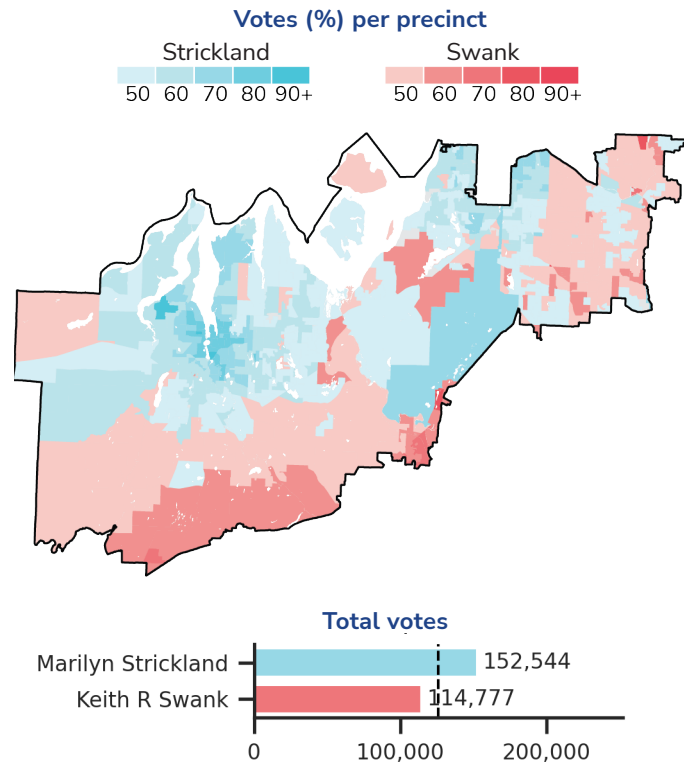 Votes (%) per precinct
Strickland Swank
50 60 70 80 90+ 50 60 70 80 90+
Total votes
Marilyn Strickland 152,544
Keith R Swank 114,777
0 100,000 200,000